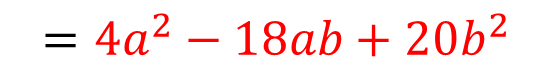 = 4a² − 18ab + 20b²